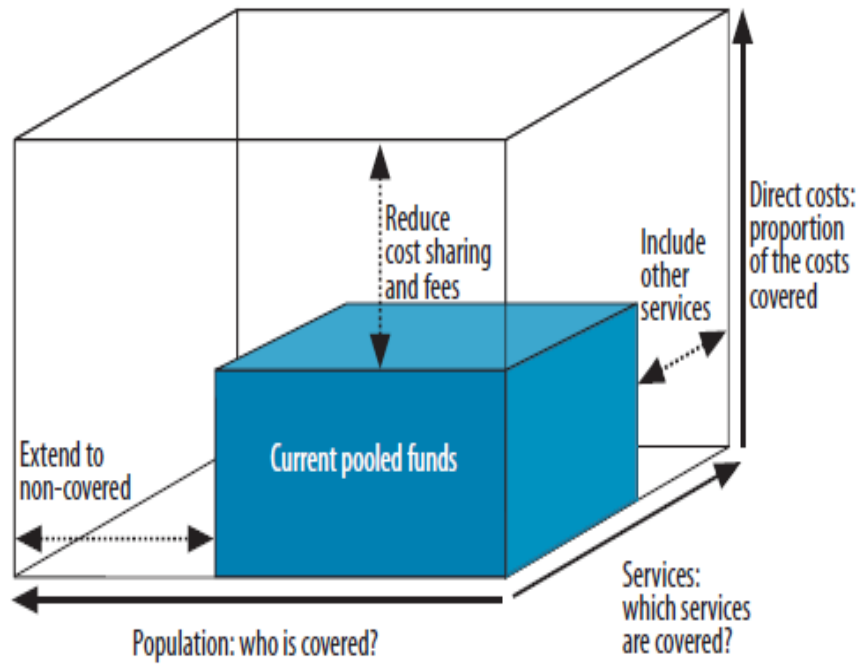 Reduce
cost sharing
and fees
Include
other
services
Direct costs:
proportion
of the costs
covered
Extend to
non-covered
Current pooled funds
Services:
which services
are covered?
Population: who is covered?